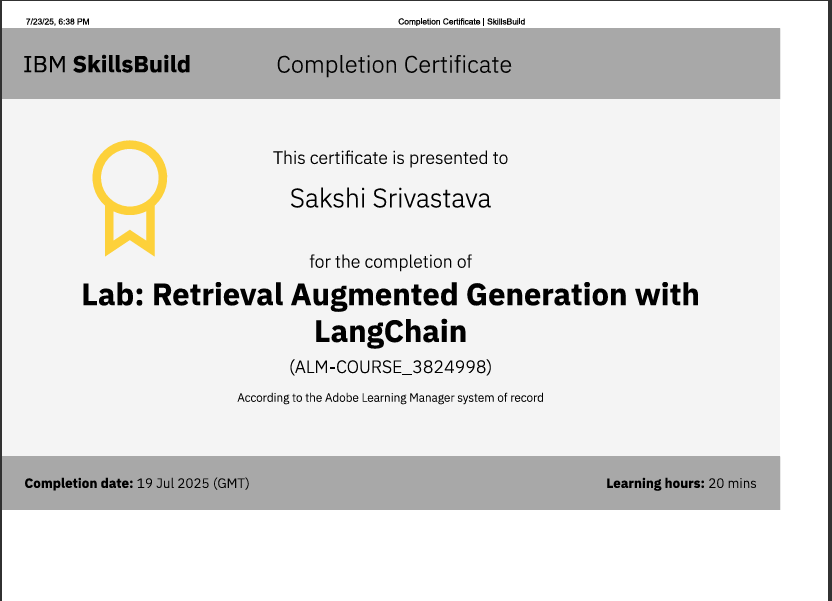 7/23/25, 6:38 PM
Completion Certificate | SkillsBuild
IBM SkillsBuild
Completion Certificate
This certificate is presented to
Sakshi Srivastava
for the completion of
Lab: Retrieval Augmented Generation with
LangChain
(ALM-COURSE_3824998)
According to the Adobe Learning Manager system of record
Completion date: 19 Jul 2025 (GMT)
Learning hours: 20 mins